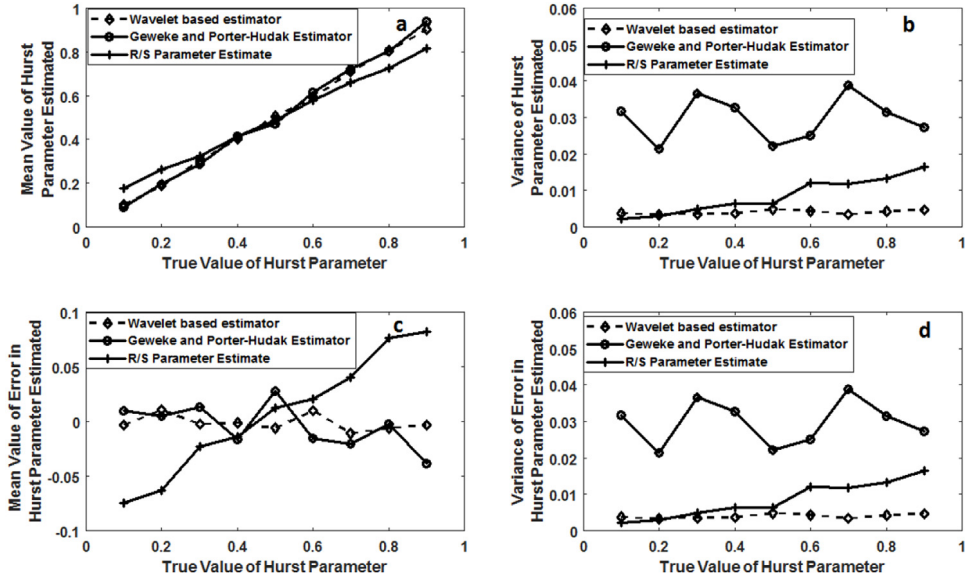 a
Wavelet based estimator
Geweke and Porter-Hudak Estimator
R/S Parameter Estimate
Mean Value of Hurst
Parameter Estimated
1
0.8
0.6
0.4
0.2
0
0 0.2 0.4 0.6 0.8 1
True Value of Hurst Parameter
b
Wavelet based estimator
Geweke and Porter-Hudak Estimator
R/S Parameter Estimate
Variance of Hurst
Parameter Estimated
0.06
0.05
0.04
0.03
0.02
0.01
0
0 0.2 0.4 0.6 0.8 1
True Value of Hurst Parameter
c
Wavelet based estimator
Geweke and Porter-Hudak Estimator
R/S Parameter Estimate
Mean Value of Error in
Hurst Parameter Estimated
0.1
0.05
0
-0.05
-0.1
0 0.2 0.4 0.6 0.8 1
True Value of Hurst Parameter
d
Wavelet based estimator
Geweke and Porter-Hudak Estimator
R/S Parameter Estimate
Variance of Error in
Hurst Parameter Estimated
0.06
0.05
0.04
0.03
0.02
0.01
0
0 0.2 0.4 0.6 0.8 1
True Value of Hurst Parameter